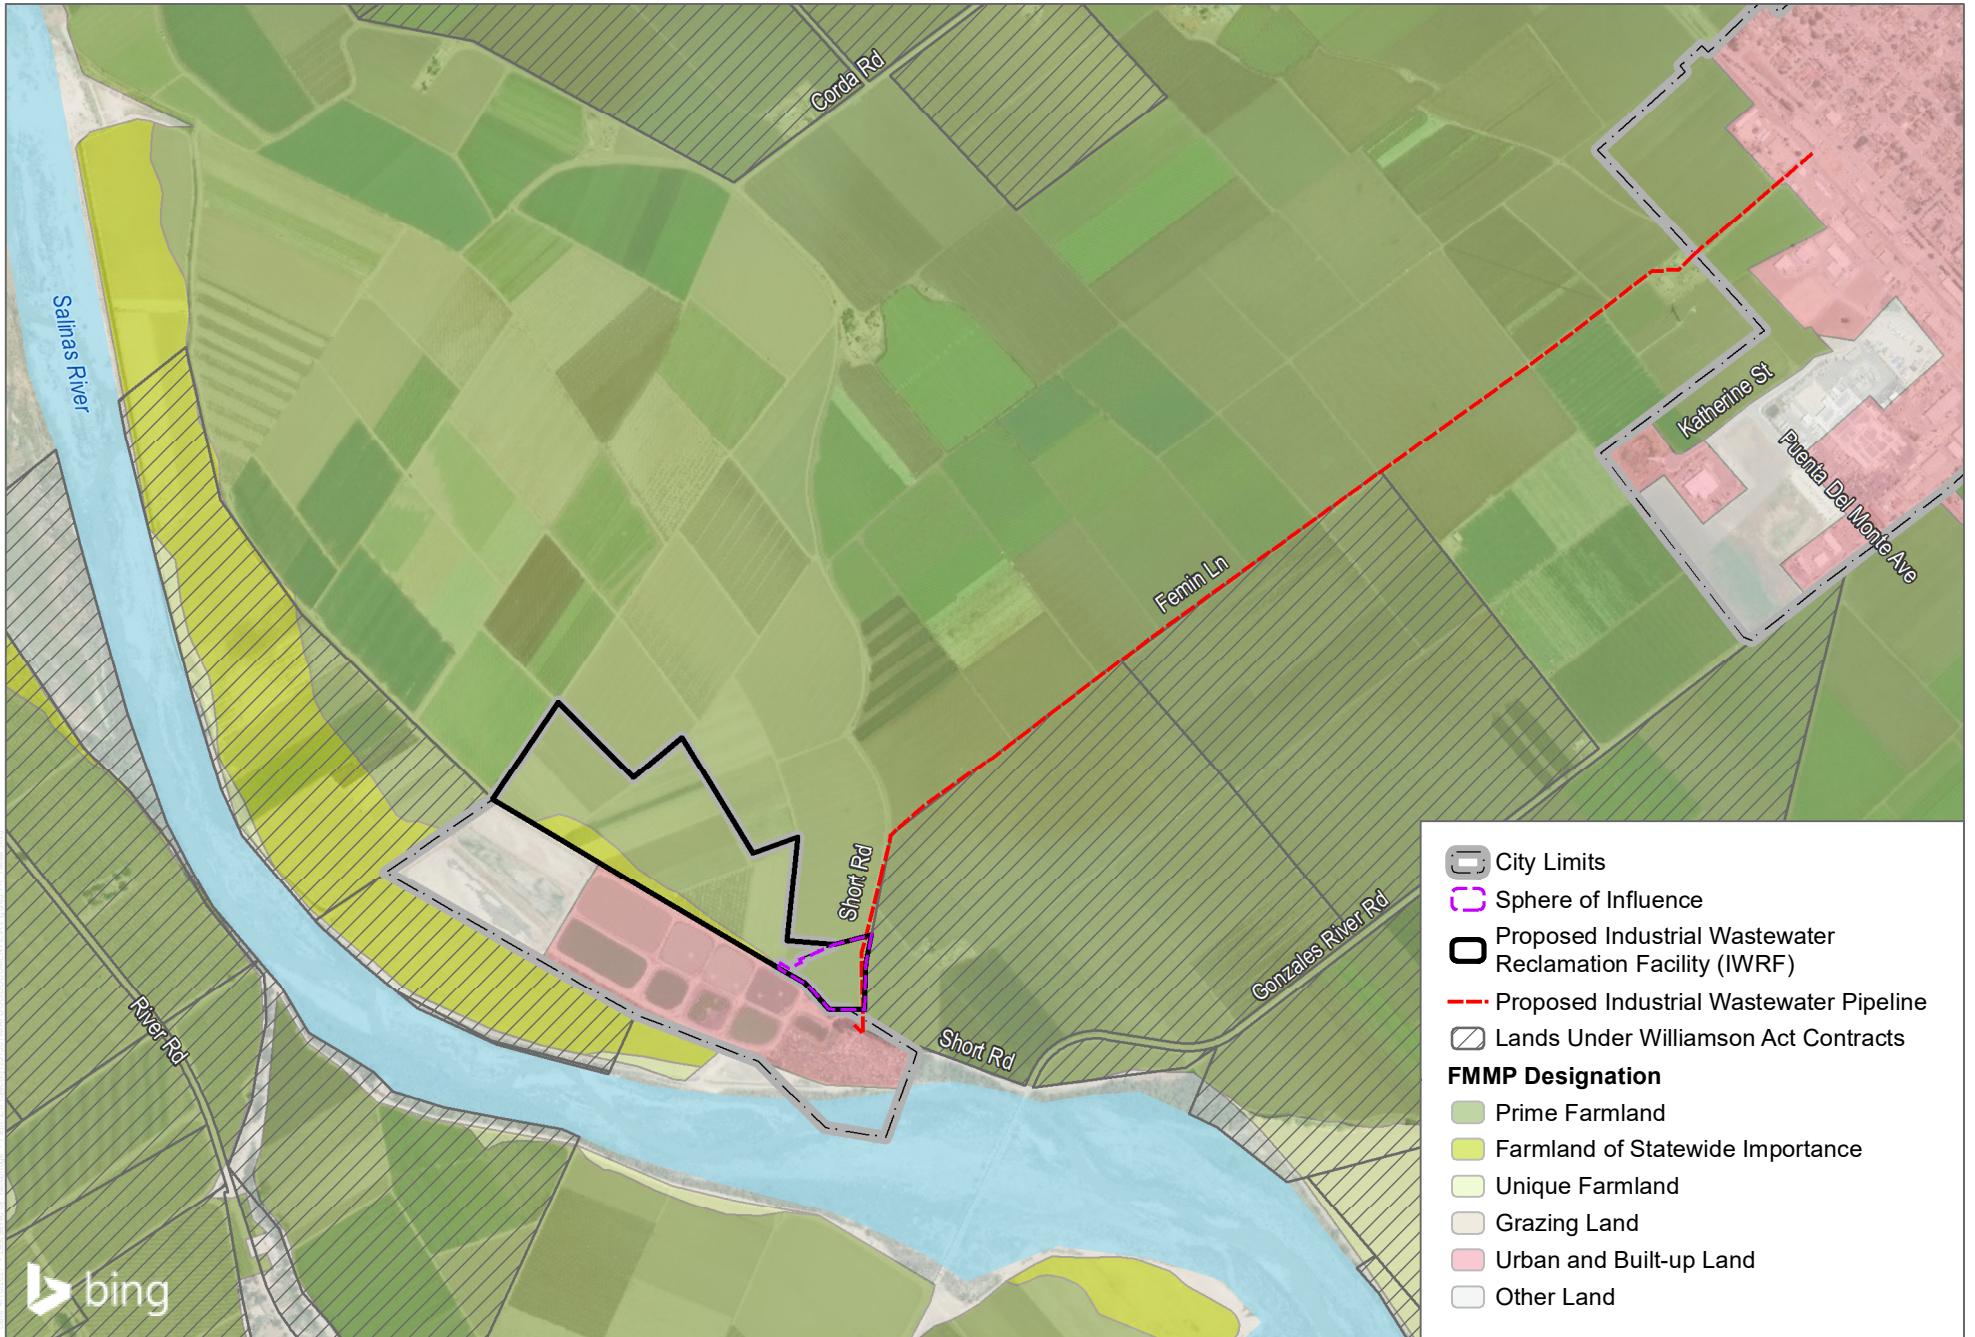 Corda Rd
Salinas River
Katherine St
Puenta Del Monte Ave
Femin Ln
Short Rd
Gonzales River Rd
Short Rd
River Rd
bing
City Limits
Sphere of Influence
Proposed Industrial Wastewater
Reclamation Facility (IWRF)
Proposed Industrial Wastewater Pipeline
Lands Under Williamson Act Contracts
FMMP Designation
Prime Farmland
Farmland of Statewide Importance
Unique Farmland
Grazing Land
Urban and Built-up Land
Other Land